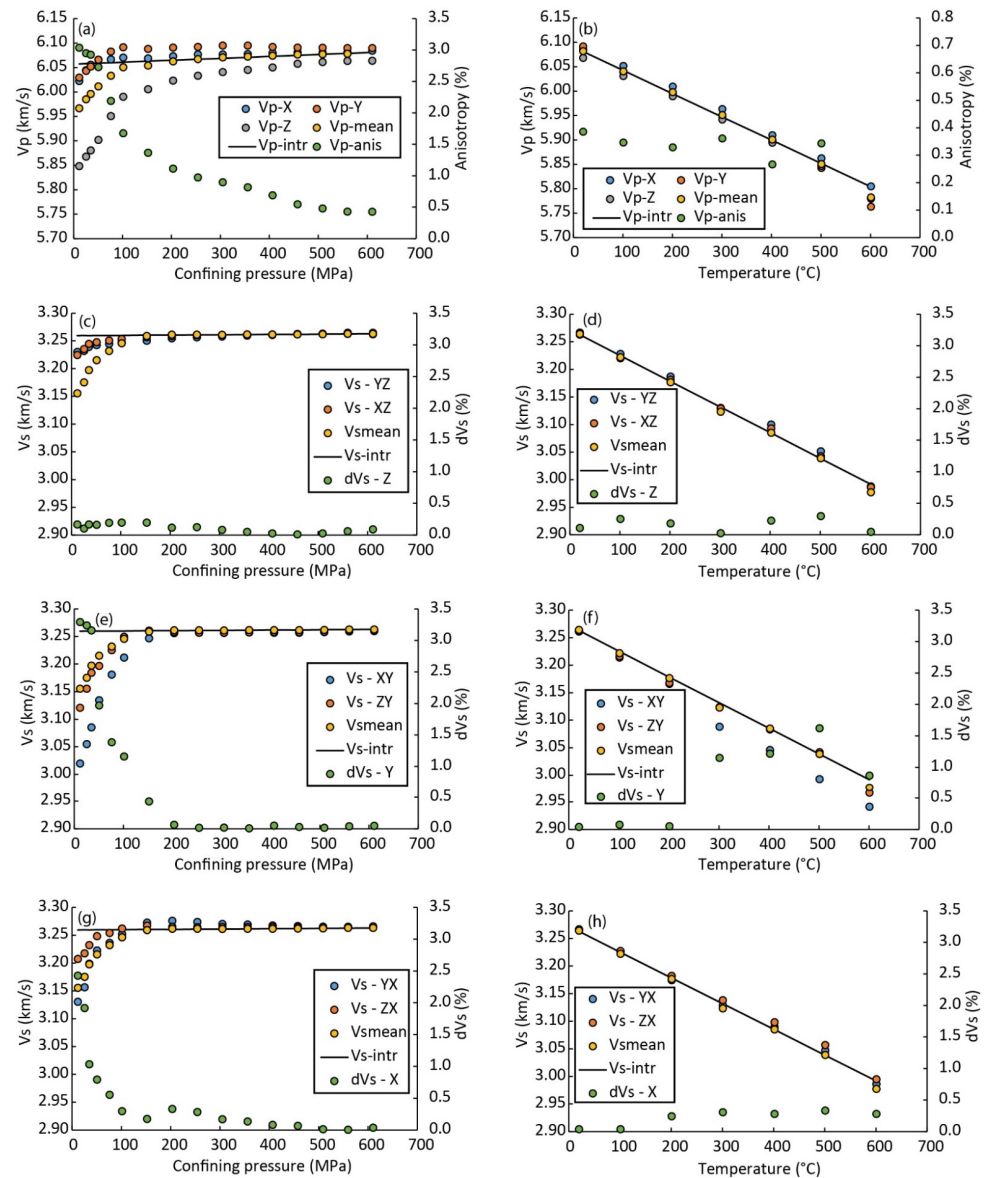 (a)
6.15
6.10
6.05
6.00
5.95
5.90
5.85
5.80
5.75
5.70
Vp (km/s)
Vp-X Vp-Y
Vp-Z Vp-mean
Vp-intr Vp-anis
3.5
3.0
2.5
2.0
1.5
1.0
0.5
0.0
Anisotropy (%)
0 100 200 300 400 500 600 700
Confining pressure (MPa)
(b)
6.15
6.10
6.05
6.00
5.95
5.90
5.85
5.80
5.75
5.70
Vp (km/s)
Vp-X Vp-Y
Vp-Z Vp-mean
Vp-intr Vp-anis
0.8
0.7
0.6
0.5
0.4
0.3
0.2
0.1
0.0
Anisotropy (%)
0 100 200 300 400 500 600 700
Temperature (°C)
(c)
3.30
3.25
3.20
3.15
3.10
3.05
3.00
2.95
2.90
Vs (km/s)
Vs - YZ
Vs - XZ
Vsmean
Vs-intr
dVs - Z
3.5
3.0
2.5
2.0
1.5
1.0
0.5
0.0
dVs (%)
0 100 200 300 400 500 600 700
Confining pressure (MPa)
(d)
3.30
3.25
3.20
3.15
3.10
3.05
3.00
2.95
2.90
Vs (km/s)
Vs - YZ
Vs - XZ
Vsmean
Vs-intr
dVs - Z
3.5
3.0
2.5
2.0
1.5
1.0
0.5
0.0
dVs (%)
0 100 200 300 400 500 600 700
Temperature (°C)
(e)
3.30
3.25
3.20
3.15
3.10
3.05
3.00
2.95
2.90
Vs (km/s)
Vs - XY
Vs - ZY
Vsmean
Vs-intr
dVs - Y
3.5
3.0
2.5
2.0
1.5
1.0
0.5
0.0
dVs (%)
0 100 200 300 400 500 600 700
Confining pressure (MPa)
(f)
3.30
3.25
3.20
3.15
3.10
3.05
3.00
2.95
2.90
Vs (km/s)
Vs - XY
Vs - ZY
Vsmean
Vs-intr
dVs - Y
3.5
3.0
2.5
2.0
1.5
1.0
0.5
0.0
dVs (%)
0 100 200 300 400 500 600 700
Temperature (°C)
(g)
3.30
3.25
3.20
3.15
3.10
3.05
3.00
2.95
2.90
Vs (km/s)
Vs - YX
Vs - ZX
Vsmean
Vs-intr
dVs - X
3.5
3.0
2.5
2.0
1.5
1.0
0.5
0.0
dVs (%)
0 100 200 300 400 500 600 700
Confining pressure (MPa)
(h)
3.30
3.25
3.20
3.15
3.10
3.05
3.00
2.95
2.90
Vs (km/s)
Vs - YX
Vs - ZX
Vsmean
Vs-intr
dVs - X
3.5
3.0
2.5
2.0
1.5
1.0
0.5
0.0
dVs (%)
0 100 200 300 400 500 600 700
Temperature (°C)